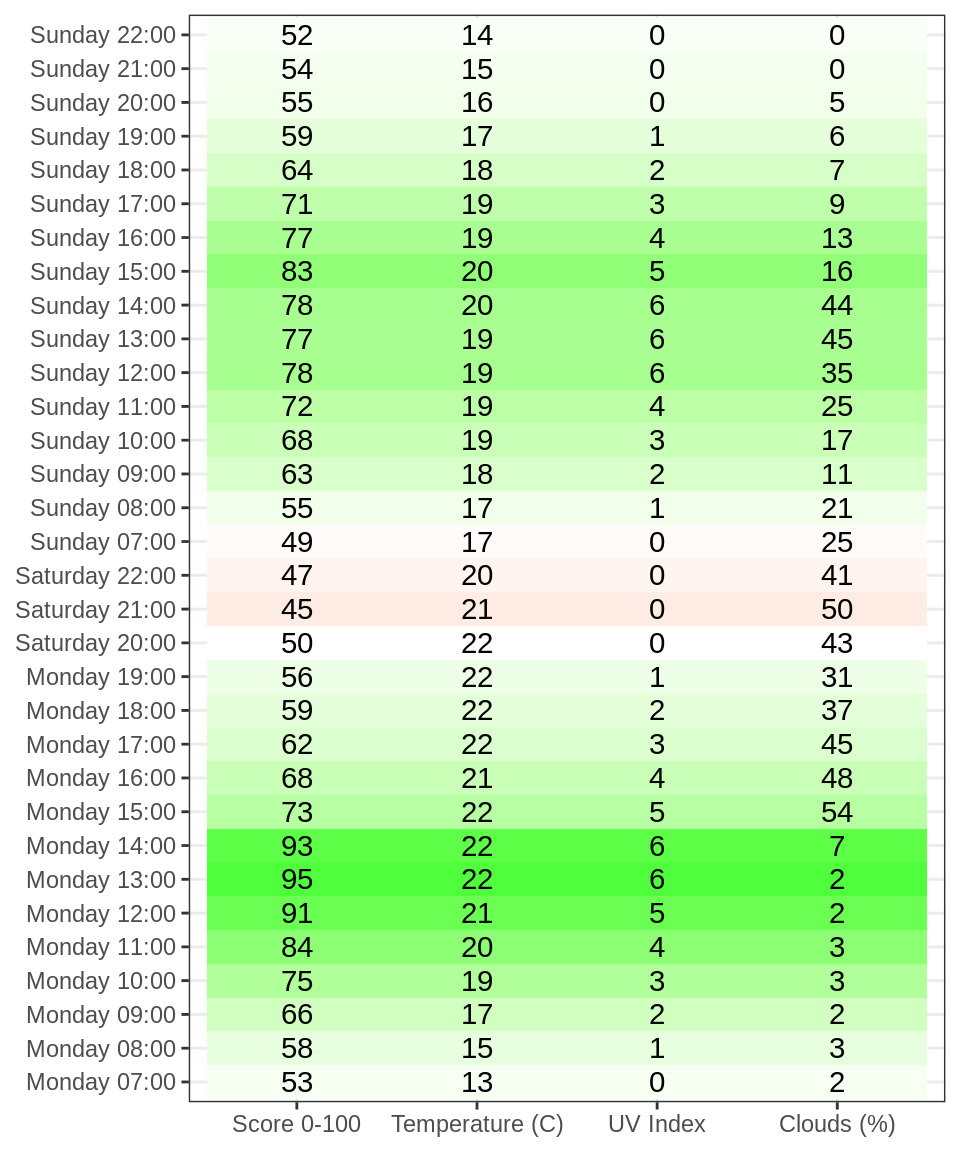 Sunday 22:00 52 14 0 0
Sunday 21:00 54 15 0 0
Sunday 20:00 55 16 0 5
Sunday 19:00 59 17 1 6
Sunday 18:00 64 18 2 7
Sunday 17:00 71 19 3 9
Sunday 16:00 77 19 4 13
Sunday 15:00 83 20 5 16
Sunday 14:00 78 20 6 44
Sunday 13:00 77 19 6 45
Sunday 12:00 78 19 6 35
Sunday 11:00 72 19 4 25
Sunday 10:00 68 19 3 17
Sunday 09:00 63 18 2 11
Sunday 08:00 55 17 1 21
Sunday 07:00 49 17 0 25
Saturday 22:00 47 20 0 41
Saturday 21:00 45 21 0 50
Saturday 20:00 50 22 0 43
Monday 19:00 56 22 1 31
Monday 18:00 59 22 2 37
Monday 17:00 62 22 3 45
Monday 16:00 68 21 4 48
Monday 15:00 73 22 5 54
Monday 14:00 93 22 6 7
Monday 13:00 95 22 6 2
Monday 12:00 91 21 5 2
Monday 11:00 84 20 4 3
Monday 10:00 75 19 3 3
Monday 09:00 66 17 2 2
Monday 08:00 58 15 1 3
Monday 07:00 53 13 0 2
Score 0-100 Temperature (C) UV Index Clouds (%)